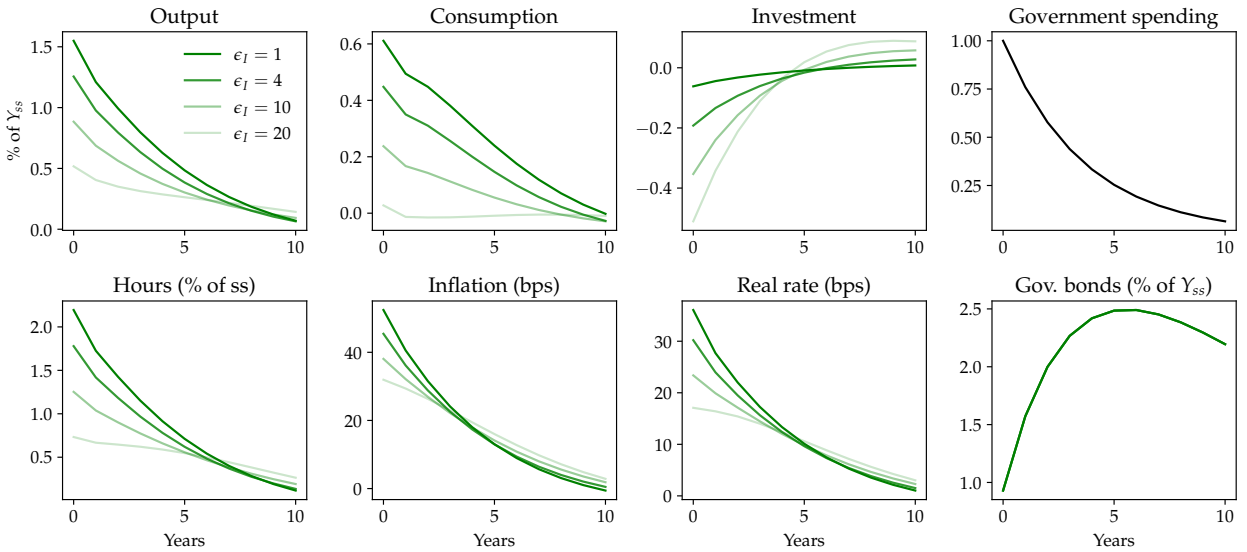 Output
Consumption
Investment
Government spending
% of Y_ss
1.5
1.0
0.5
0.0
ϵ_I = 1
ϵ_I = 4
ϵ_I = 10
ϵ_I = 20
0 5 10
0.6
0.4
0.2
0.0
0 5 10
0.0
−0.2
−0.4
0 5 10
1.00
0.75
0.50
0.25
0 5 10
Hours (% of ss)
Inflation (bps)
Real rate (bps)
Gov. bonds (% of Y_ss)
2.0
1.5
1.0
0.5
0 5 10
Years
40
20
0
0 5 10
Years
30
20
10
0
0 5 10
Years
2.5
2.0
1.5
1.0
0 5 10
Years